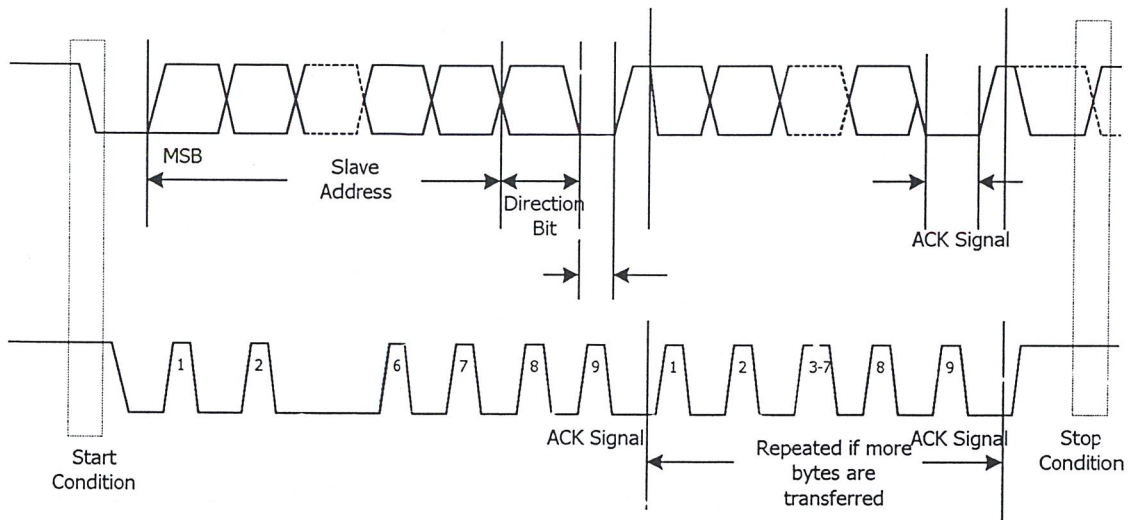 MSB
Slave
Address
Direction
Bit
ACK Signal
1
2
6
7
8
9
1
2
3-7
8
9
ACK Signal
ACK Signal
Repeated if more
bytes are
transferred
Start
Condition
Stop
Condition